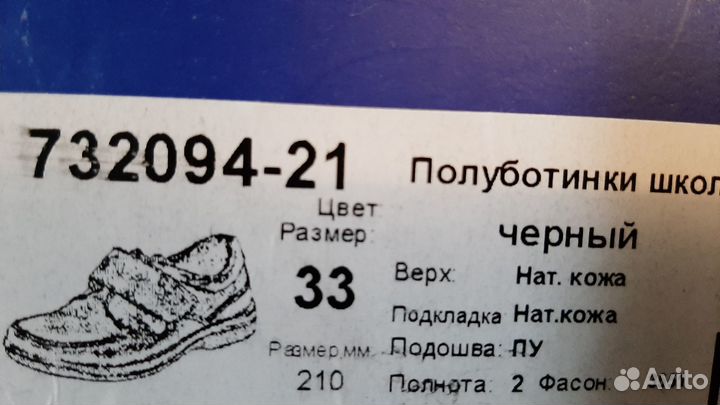 732094-21 Полуботинки школ
Цвет: черный
Размер: 33
Верх: Нат. кожа
Подкладка Нат.кожа
Размер,мм. 210
Подошва: ПУ
Полнота: 2 Фасон:
Avito